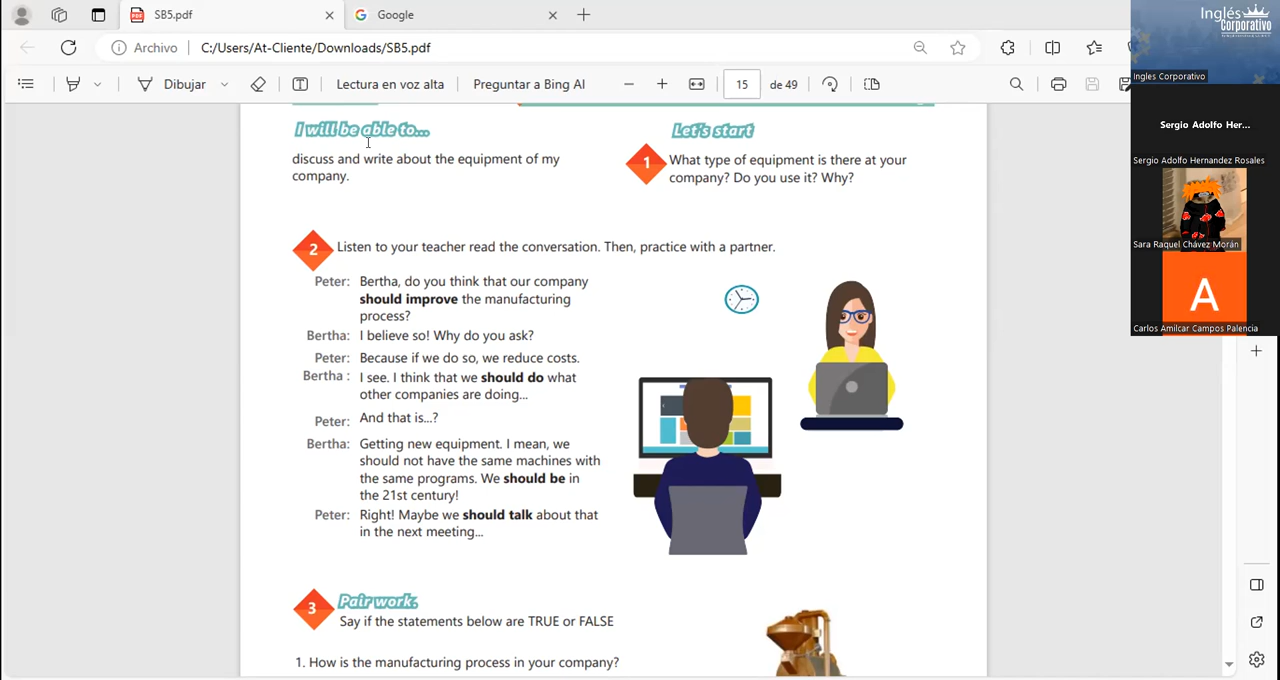 SB5.pdf
Google
Archivo
C:/Users/At-Cliente/Downloads/SB5.pdf
Dibujar
Lectura en voz alta
Preguntar a Bing AI
15
de 49
I will be able to...
discuss and write about the equipment of my
company.
Let's start
1
What type of equipment is there at your
company? Do you use it? Why?
2
Listen to your teacher read the conversation. Then, practice with a partner.
Peter: Bertha, do you think that our company
should improve the manufacturing
process?
Bertha: I believe so! Why do you ask?
Peter: Because if we do so, we reduce costs.
Bertha : I see. I think that we should do what
other companies are doing...
Peter: And that is...?
Bertha: Getting new equipment. I mean, we
should not have the same machines with
the same programs. We should be in
the 21st century!
Peter: Right! Maybe we should talk about that
in the next meeting...
3
Pair work.
Say if the statements below are TRUE or FALSE
1. How is the manufacturing process in your company?
Inglés
Corporativo
Ingles Corporativo
Sergio Adolfo Her...
Sergio Adolfo Hernandez Rosales
Sara Raquel Chávez Morán
A
Carlos Amilcar Campos Palencia